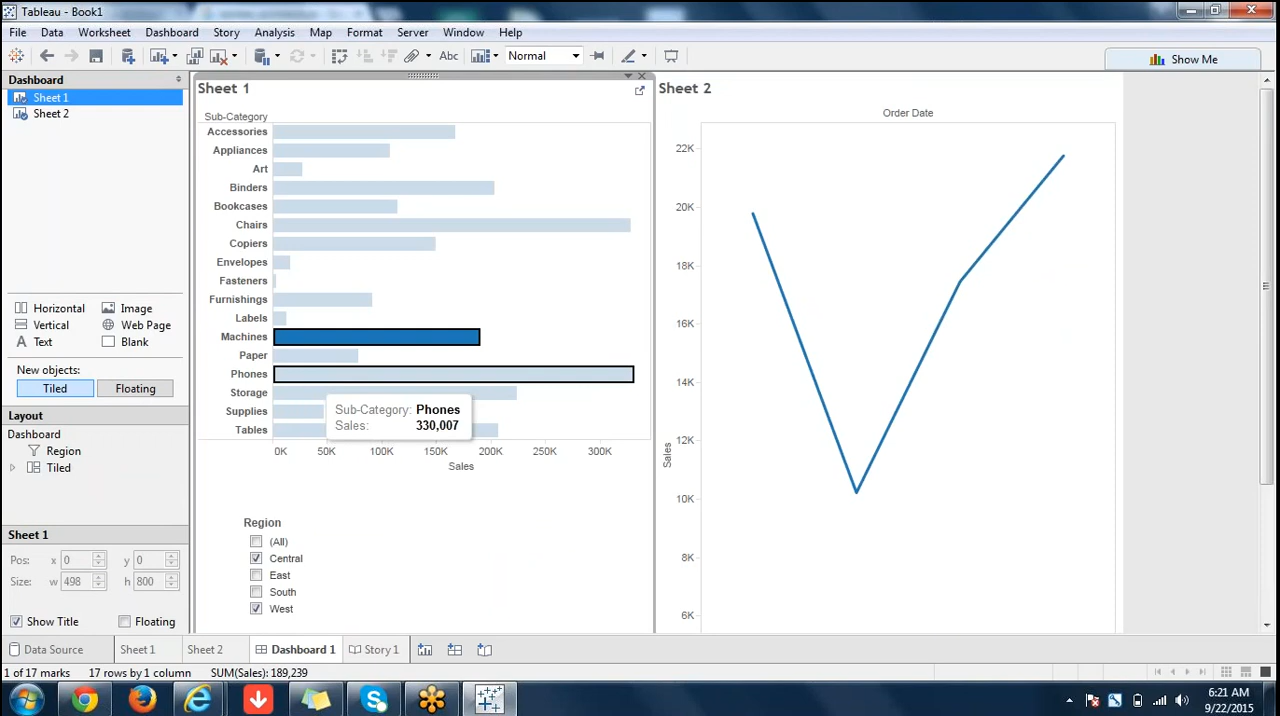 Tableau - Book1
File Data Worksheet Dashboard Story Analysis Map Format Server Window Help
Abc Normal Show Me
Dashboard
Sheet 1
Sheet 2
Horizontal Image
Vertical Web Page
Text Blank
New objects:
Tiled Floating
Layout
Dashboard
Region
Tiled
Sheet 1
Pos: x 0 y 0
Size: w 498 h 800
Show Title Floating
Sheet 1
Sub-Category
Accessories
Appliances
Art
Binders
Bookcases
Chairs
Copiers
Envelopes
Fasteners
Furnishings
Labels
Machines
Paper
Phones
Storage
Supplies
Tables
Sub-Category: Phones
Sales: 330,007
0K 50K 100K 150K 200K 250K 300K
Sales
Region
(All)
Central
East
South
West
Sheet 2
Order Date
22K
20K
18K
16K
14K
12K
10K
8K
6K
Sales
Data Source Sheet 1 Sheet 2 Dashboard 1 Story 1
1 of 17 marks 17 rows by 1 column SUM(Sales): 189,239
6:21 AM
9/22/2015